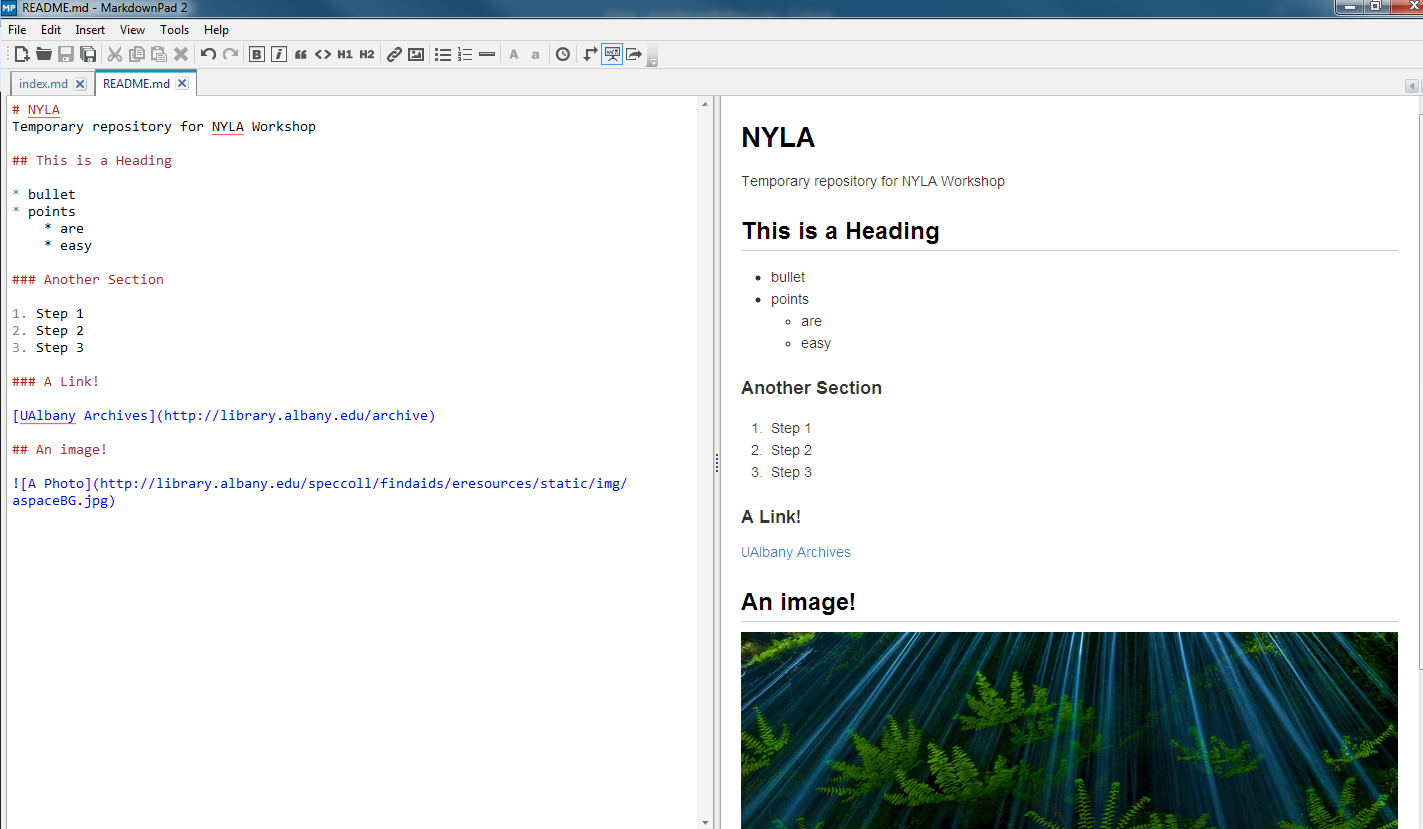 README.md - MarkdownPad 2
File Edit Insert View Tools Help
B i H1 H2 A a
index.md README.md
# NYLA
Temporary repository for NYLA Workshop
## This is a Heading
* bullet
* points
* are
* easy
### Another Section
1. Step 1
2. Step 2
3. Step 3
### A Link!
[UAlbany Archives](http://library.albany.edu/archive)
## An image!
![A Photo](http://library.albany.edu/speccoll/findaids/eresources/static/img/
aspaceBG.jpg)
NYLA
Temporary repository for NYLA Workshop
This is a Heading
bullet
points
are
easy
Another Section
1. Step 1
2. Step 2
3. Step 3
A Link!
UAlbany Archives
An image!